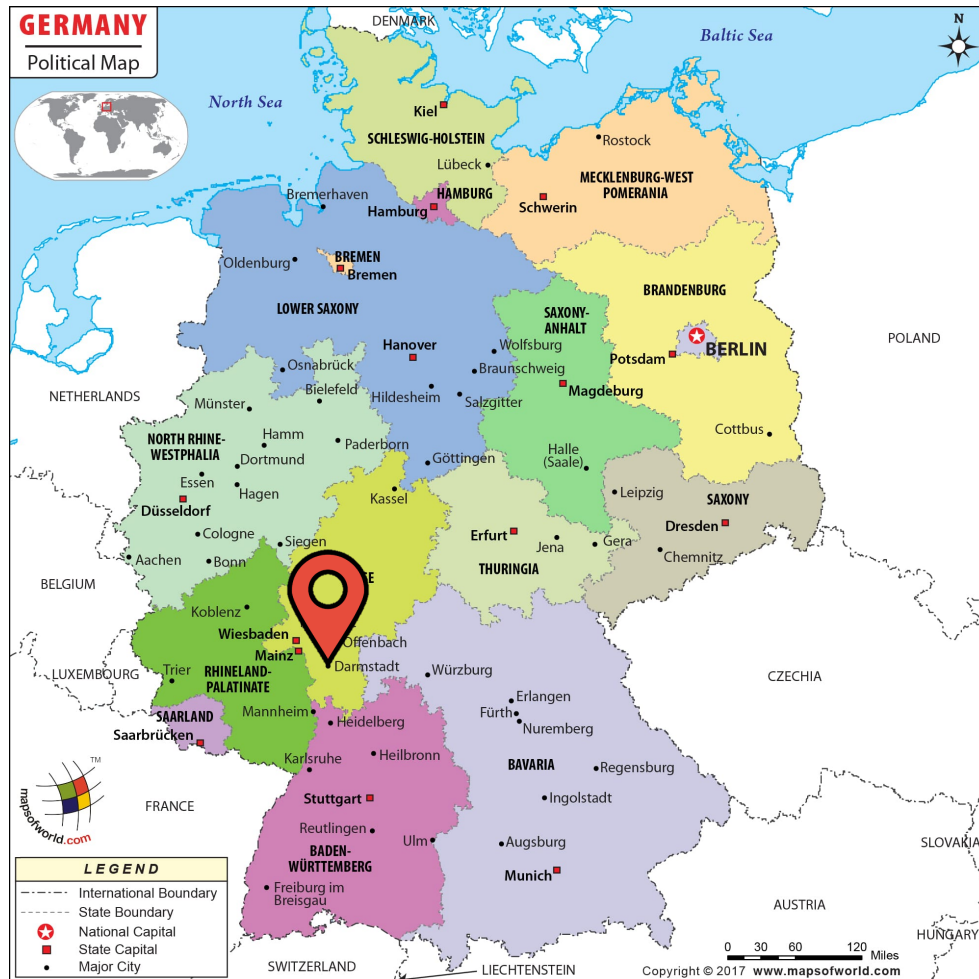 GERMANY
Political Map
DENMARK
Baltic Sea
N
North Sea
Kiel
SCHLESWIG-HOLSTEIN
Rostock
Lübeck
MECKLENBURG-WEST
POMERANIA
Bremerhaven
HAMBURG
Hamburg
Schwerin
Oldenburg
BREMEN
Bremen
BRANDENBURG
LOWER SAXONY
SAXONY-
ANHALT
POLAND
Hanover
Wolfsburg
BERLIN
Potsdam
Osnabrück
Braunschweig
Bielefeld
Hildesheim
Salzgitter
Magdeburg
NETHERLANDS
Münster
NORTH RHINE-
WESTPHALIA
Hamm
Paderborn
Cottbus
Dortmund
Göttingen
Halle
(Saale)
Essen
Hagen
Kassel
Leipzig
SAXONY
Düsseldorf
Dresden
Cologne
Siegen
Erfurt
Jena
Gera
Aachen
Bonn
Chemnitz
THURINGIA
BELGIUM
Koblenz
Wiesbaden
Offenbach
Mainz
Darmstadt
LUXEMBOURG
Trier
RHINELAND-
PALATINATE
Würzburg
CZECHIA
Erlangen
SAARLAND
Mannheim
Fürth
Heidelberg
Nuremberg
Saarbrücken
Karlsruhe
Heilbronn
BAVARIA
Regensburg
TM
mapsofworld.com
FRANCE
Stuttgart
Ingolstadt
Reutlingen
Ulm
Augsburg
SLOVAKIA
BADEN-
WÜRTTEMBERG
Munich
LEGEND
International Boundary
State Boundary
National Capital
State Capital
Major City
Freiburg im
Breisgau
AUSTRIA
HUNGARY
0 30 60 120 Miles
SWITZERLAND
LIECHTENSTEIN
Copyright © 2017 www.mapsofworld.com